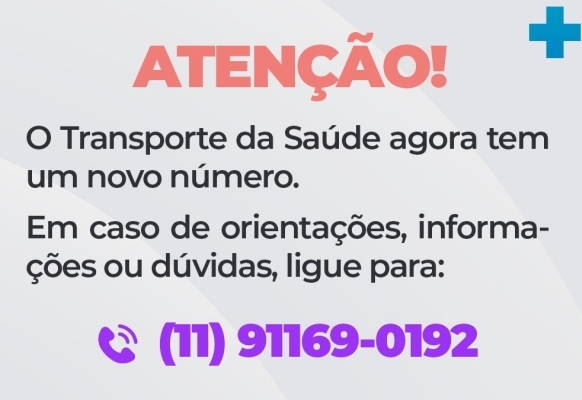 ATENÇÃO!
O Transporte da Saúde agora tem
um novo número.
Em caso de orientações, informa-
ções ou dúvidas, ligue para:
(11) 91169-0192